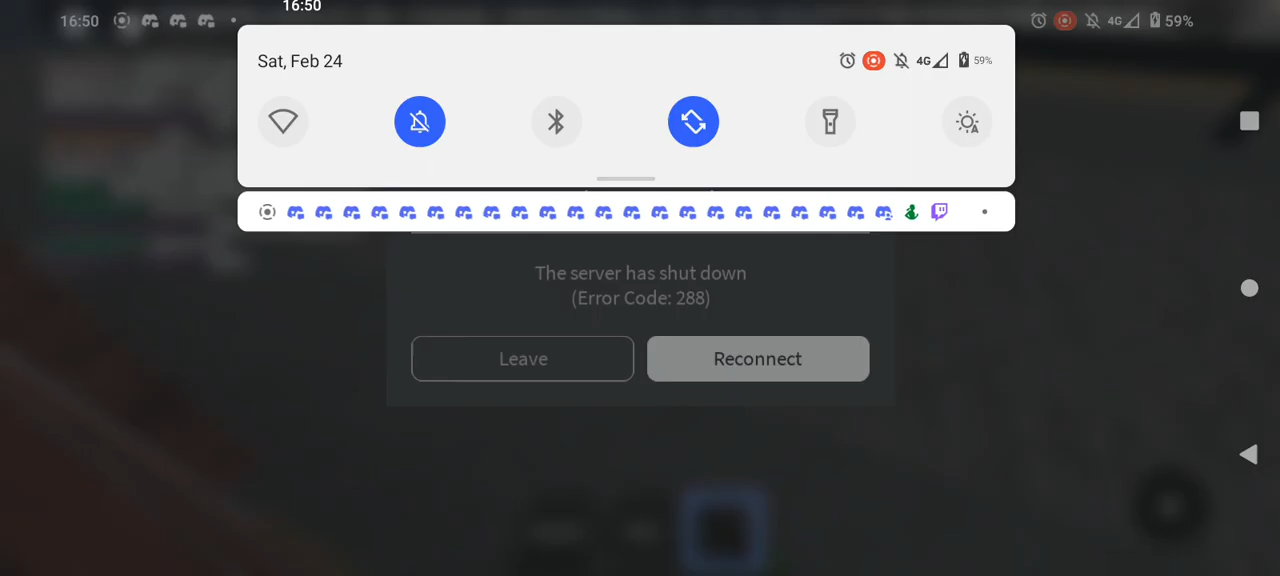 16:50
16:50
4G 59%
Sat, Feb 24
4G 59%
The server has shut down
(Error Code: 288)
Leave
Reconnect